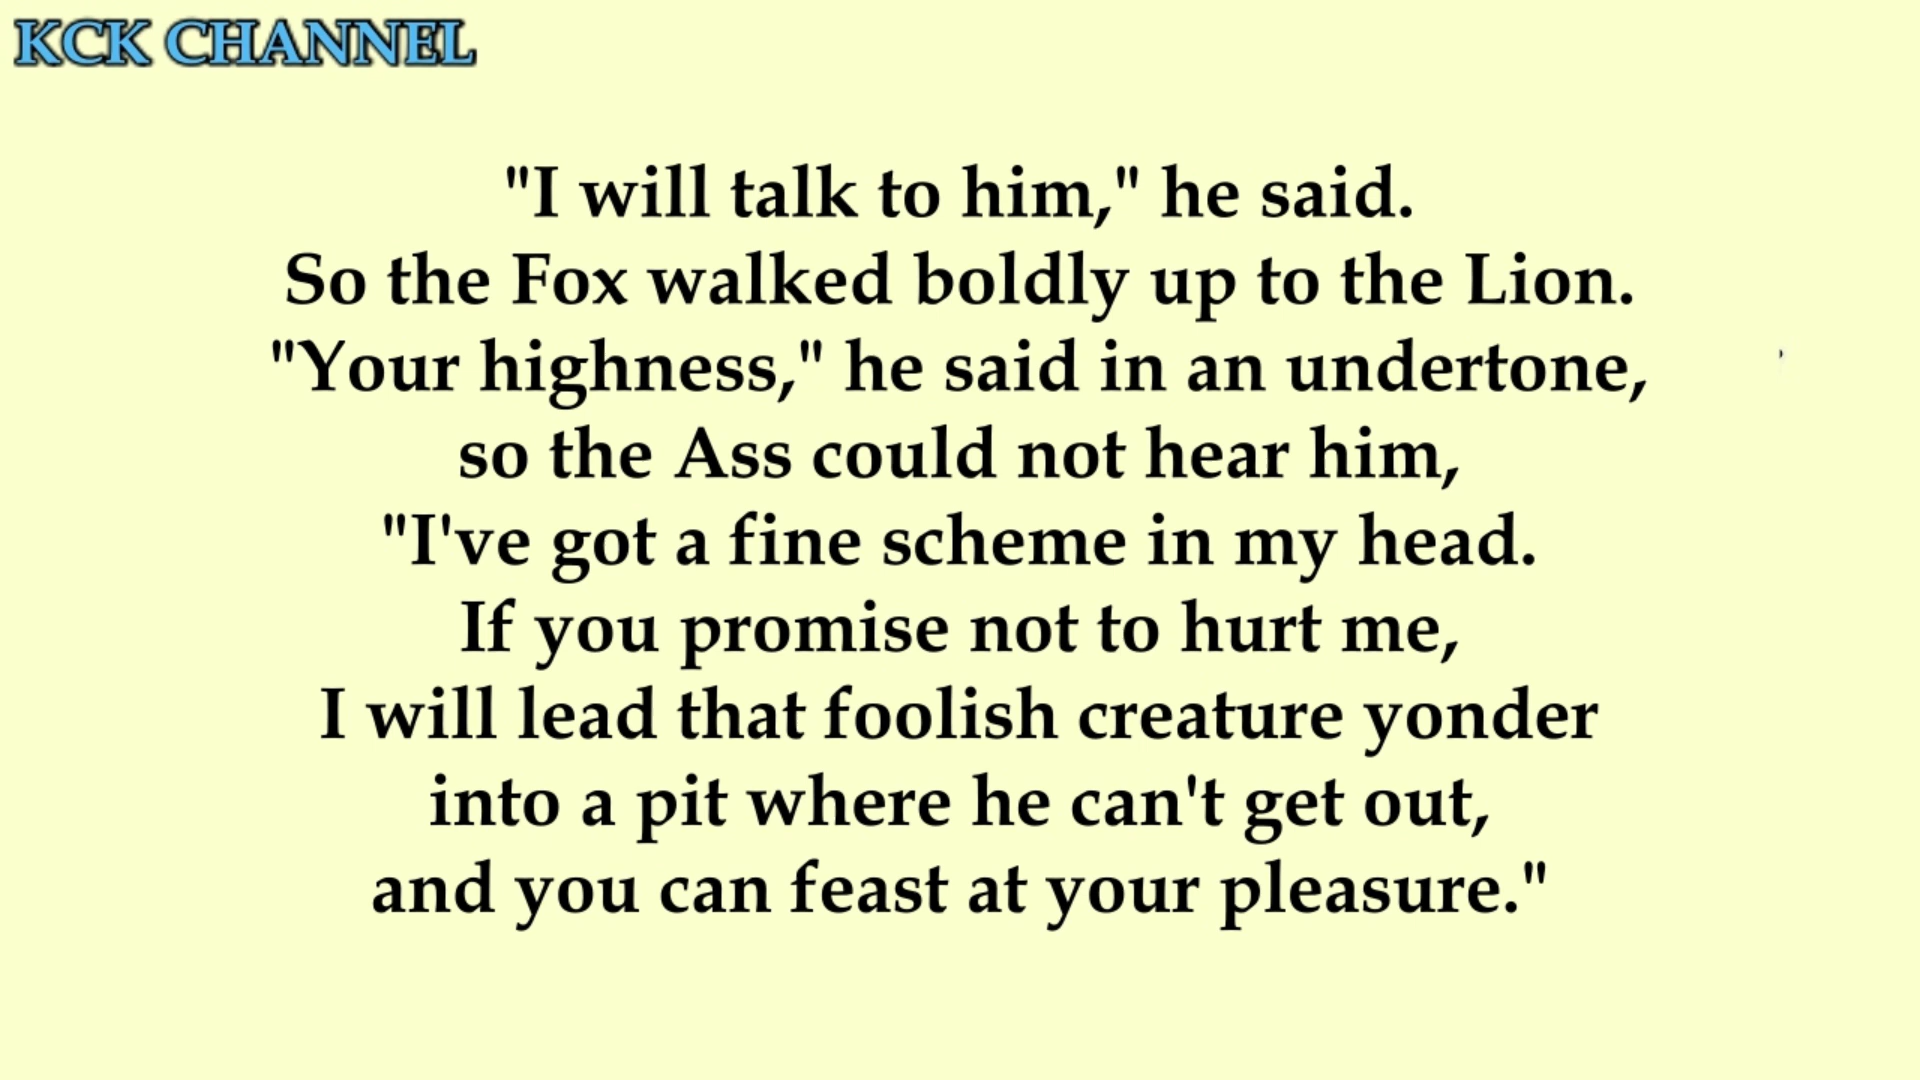 KCK CHANNEL
"I will talk to him," he said.
So the Fox walked boldly up to the Lion.
"Your highness," he said in an undertone,
so the Ass could not hear him,
"I've got a fine scheme in my head.
If you promise not to hurt me,
I will lead that foolish creature yonder
into a pit where he can't get out,
and you can feast at your pleasure."